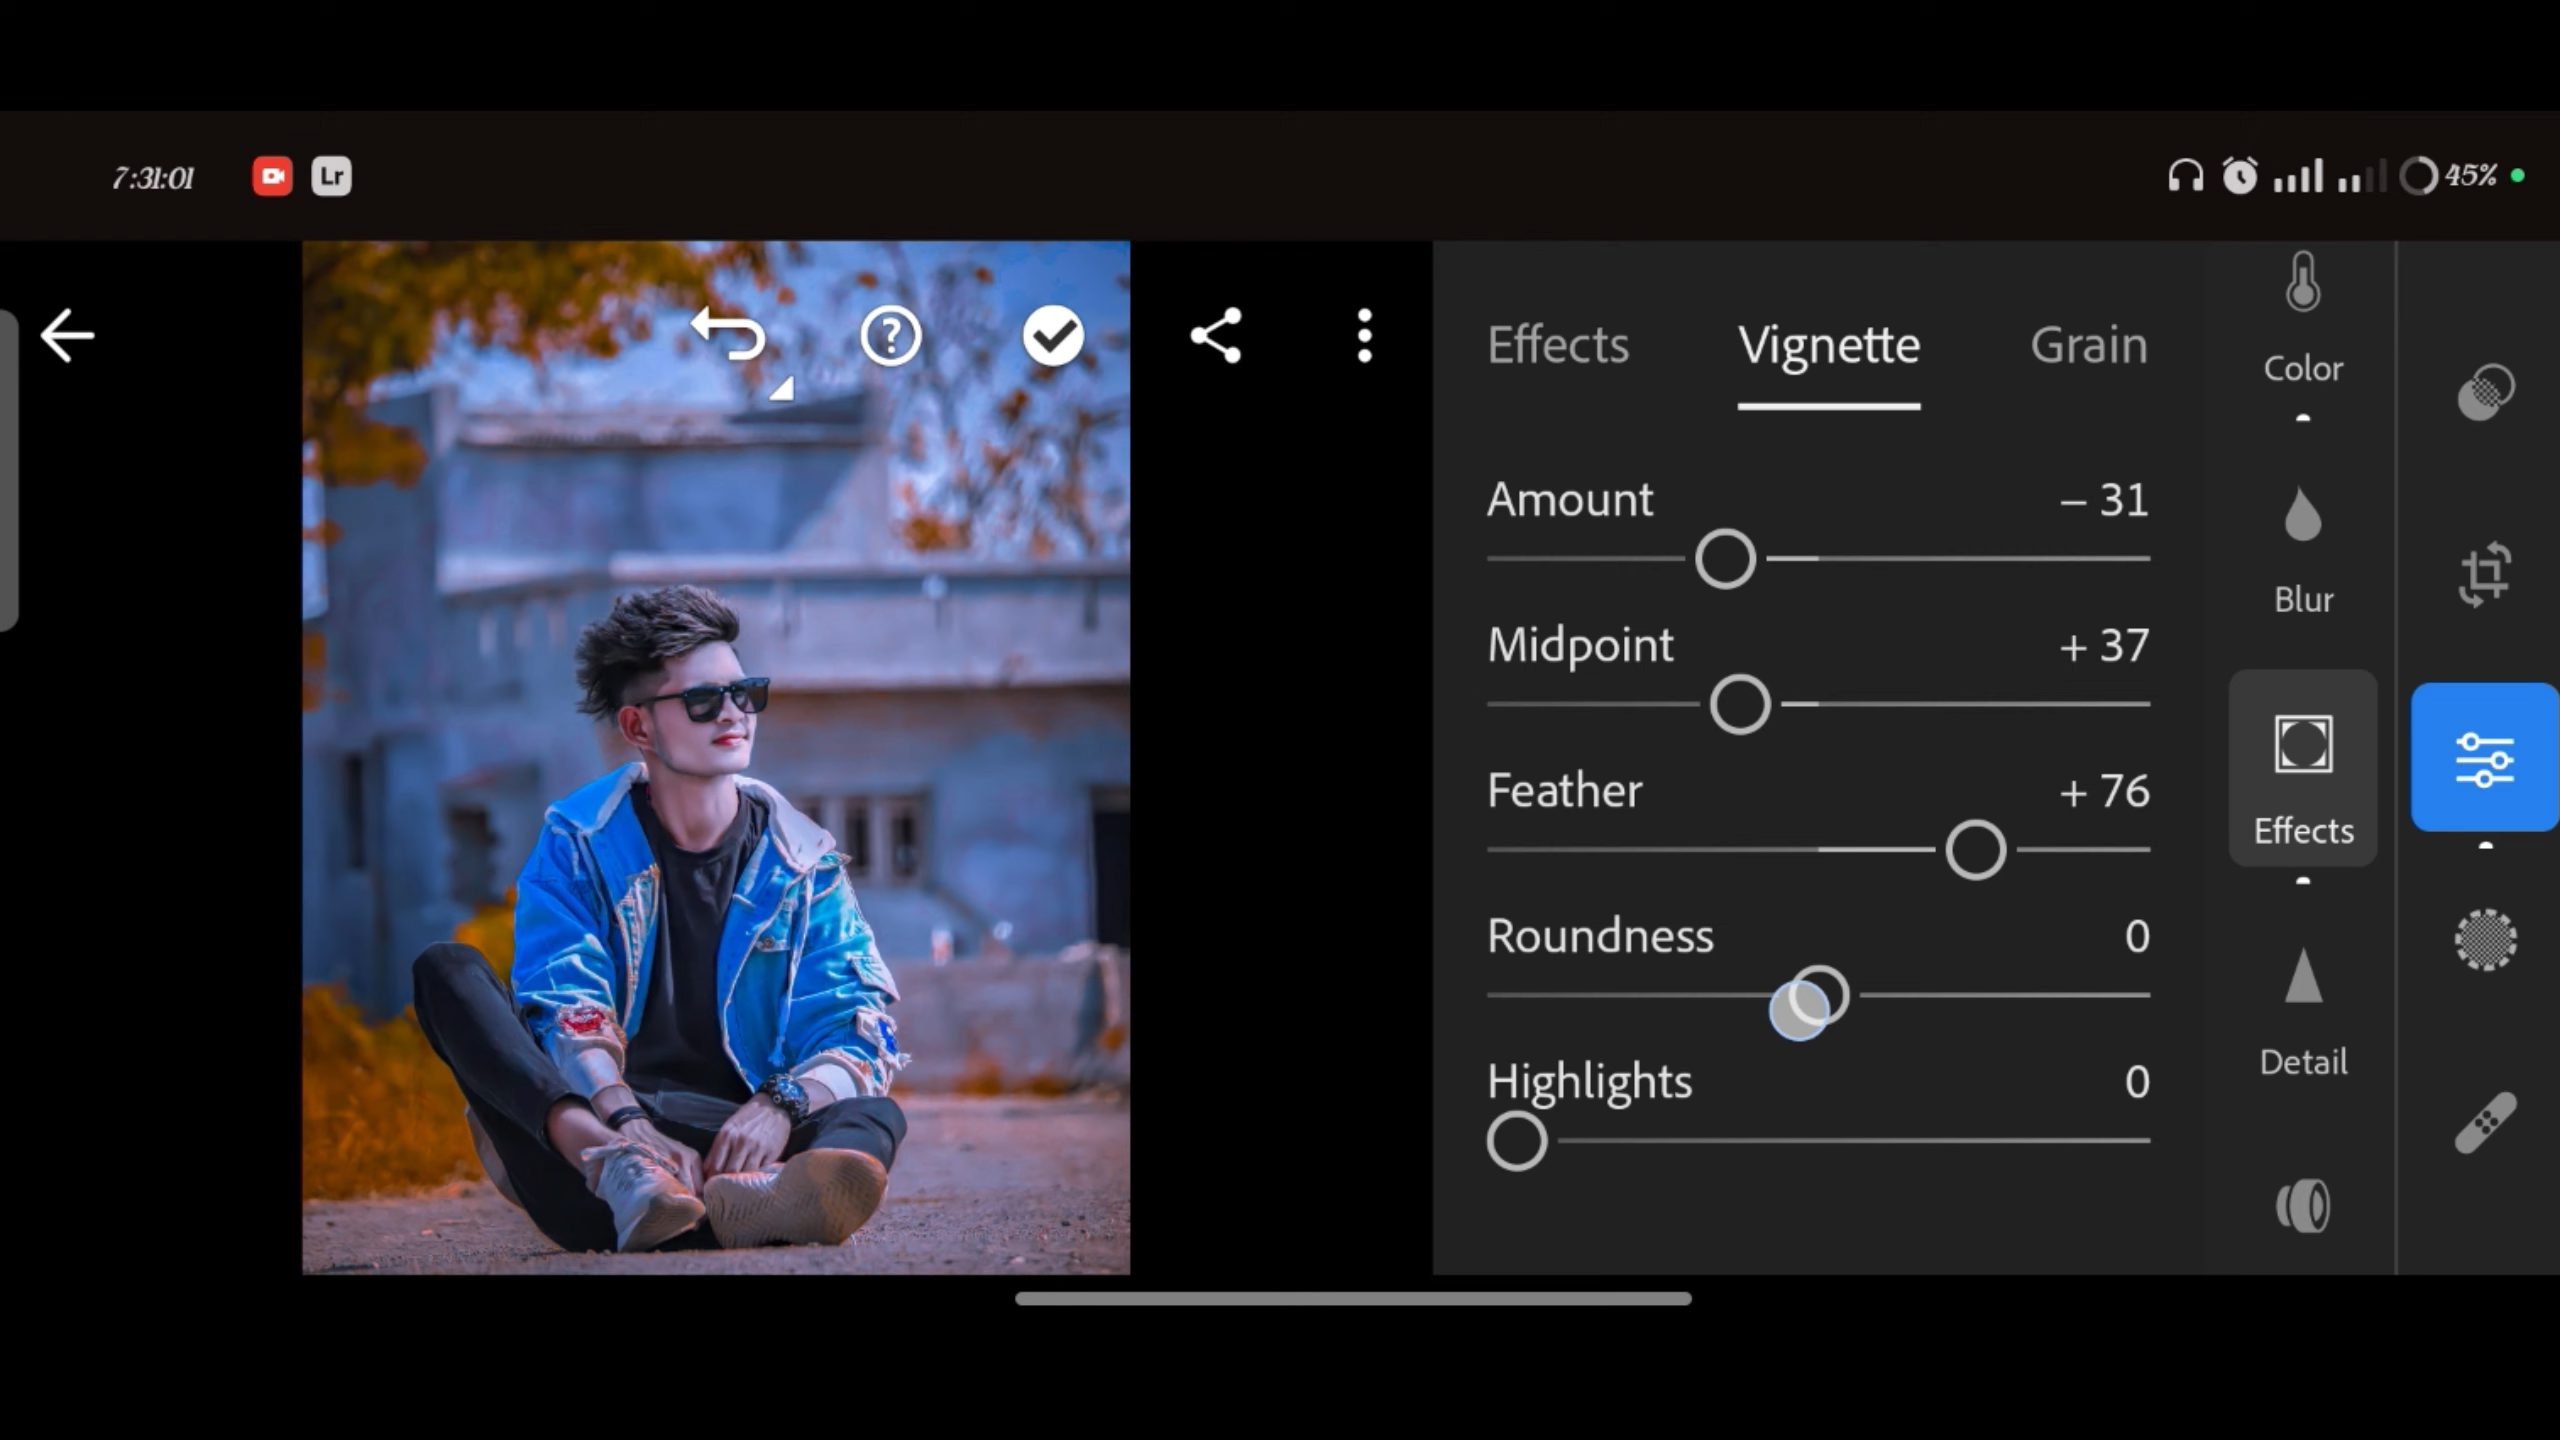 7:31:01 Lr 45%
Effects Vignette Grain
Amount − 31
Midpoint + 37
Feather + 76
Roundness 0
Highlights 0
Color
Blur
Effects
Detail